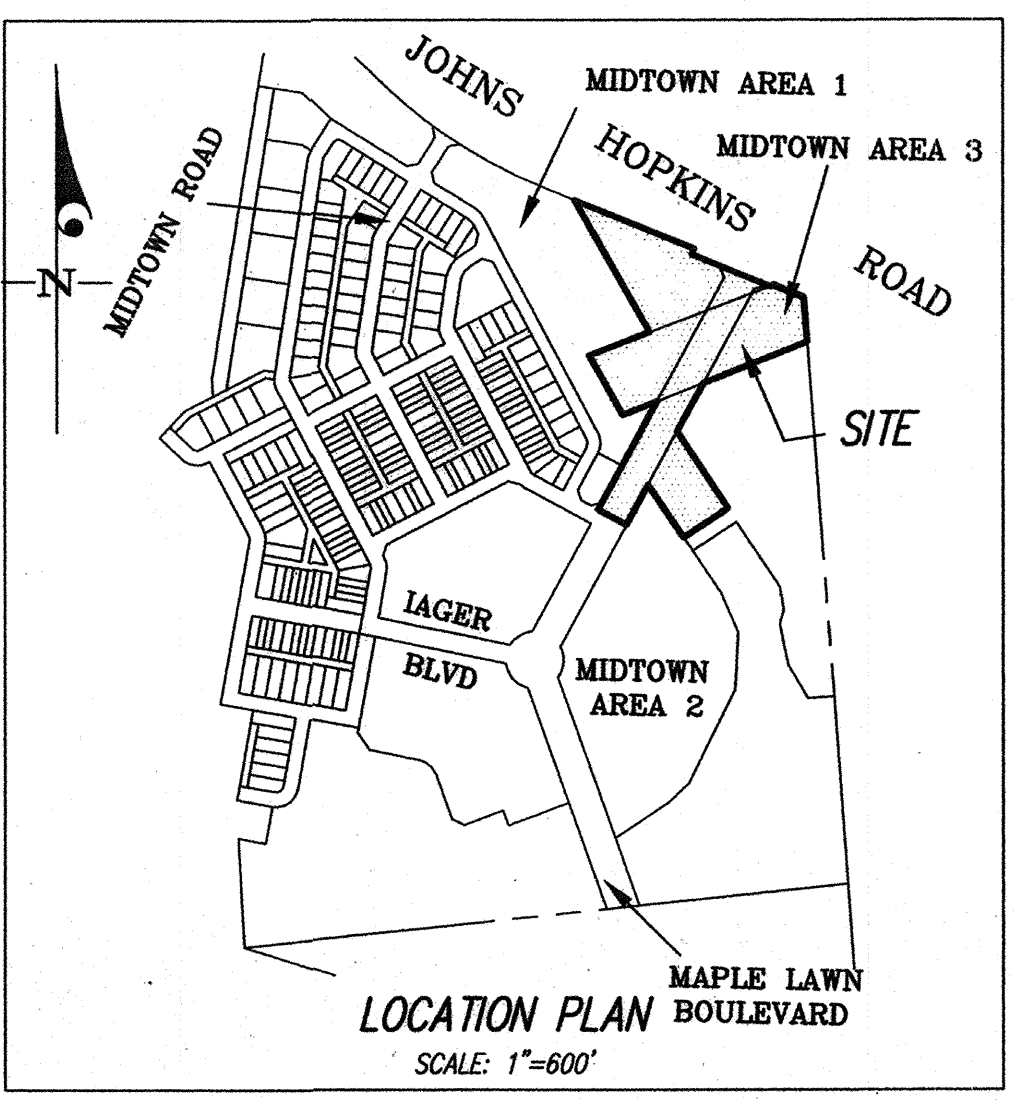 JOHNS HOPKINS ROAD
MIDTOWN AREA 1
MIDTOWN AREA 3
MIDTOWN ROAD
N
SITE
IAGER
BLVD
MIDTOWN
AREA 2
MAPLE LAWN
BOULEVARD
LOCATION PLAN
SCALE: 1"=600'